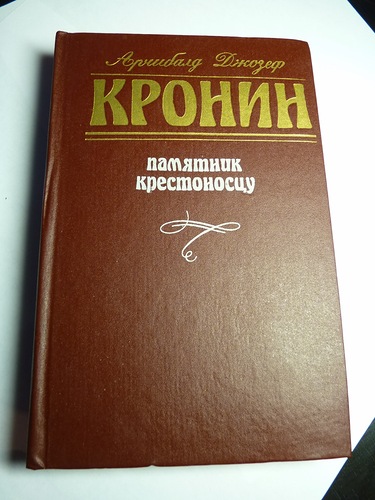 Арчибалд Джозеф
КРОНИН
памятник
крестоносцу